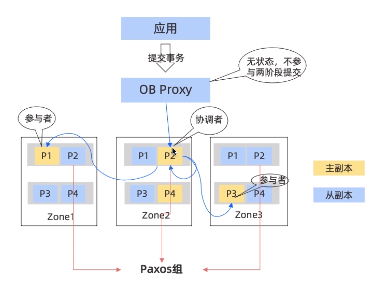 应用
提交事务
无状态，不参
与两阶段提交
OB Proxy
参与者
协调者
P1 P2
P1 P2
P1 P2
主副本
参与者
P3 P4
P3 P4
P3 P4
从副本
Zone1
Zone2
Zone3
Paxos组